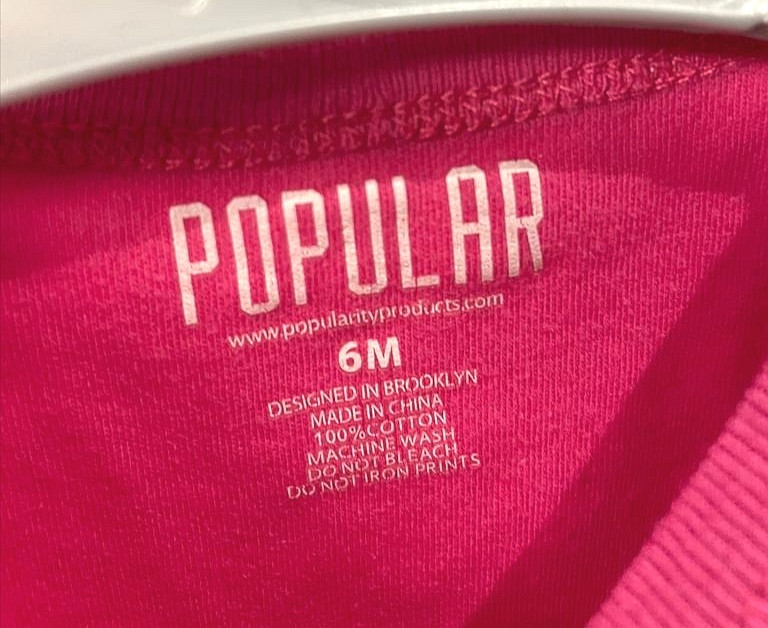 POPULAR
www.popularityproducts.com
6M
DESIGNED IN BROOKLYN
MADE IN CHINA
100%COTTON
MACHINE WASH
DO NOT BLEACH
DO NOT IRON PRINTS